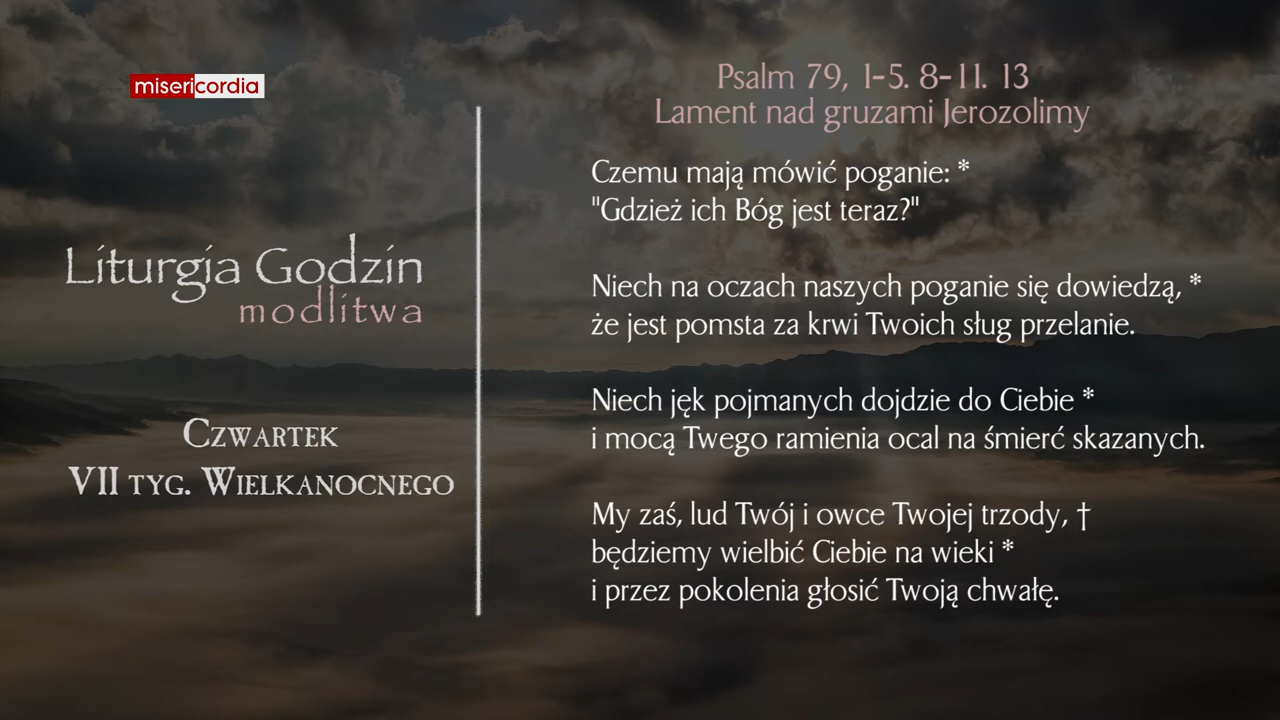 misericordia
Liturgia Godzin
modlitwa
Czwartek
VII tyg. Wielkanocnego
Psalm 79, 1-5. 8-11. 13
Lament nad gruzami Jerozolimy
Czemu mają mówić poganie: *
"Gdzież ich Bóg jest teraz?"
Niech na oczach naszych poganie się dowiedzą, *
że jest pomsta za krwi Twoich sług przelanie.
Niech jęk pojmanych dojdzie do Ciebie *
i mocą Twego ramienia ocal na śmierć skazanych.
My zaś, lud Twój i owce Twojej trzody, †
będziemy wielbić Ciebie na wieki *
i przez pokolenia głosić Twoją chwałę.